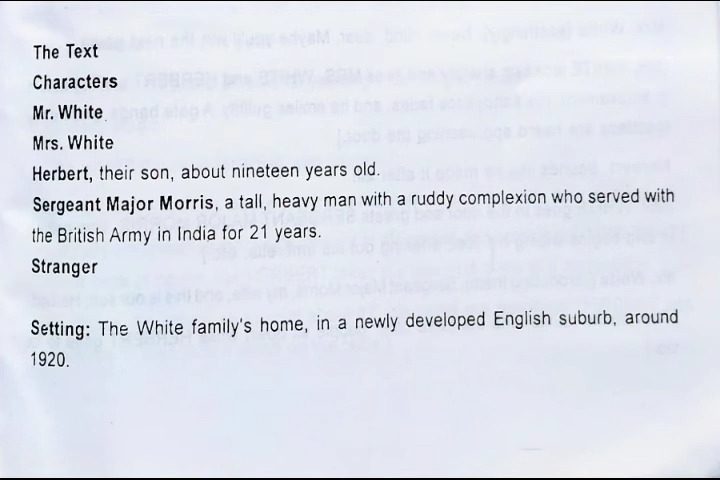 The Text
Characters
Mr. White
Mrs. White
Herbert, their son, about nineteen years old.
Sergeant Major Morris, a tall, heavy man with a ruddy complexion who served with
the British Army in India for 21 years.
Stranger
Setting: The White family's home, in a newly developed English suburb, around
1920.